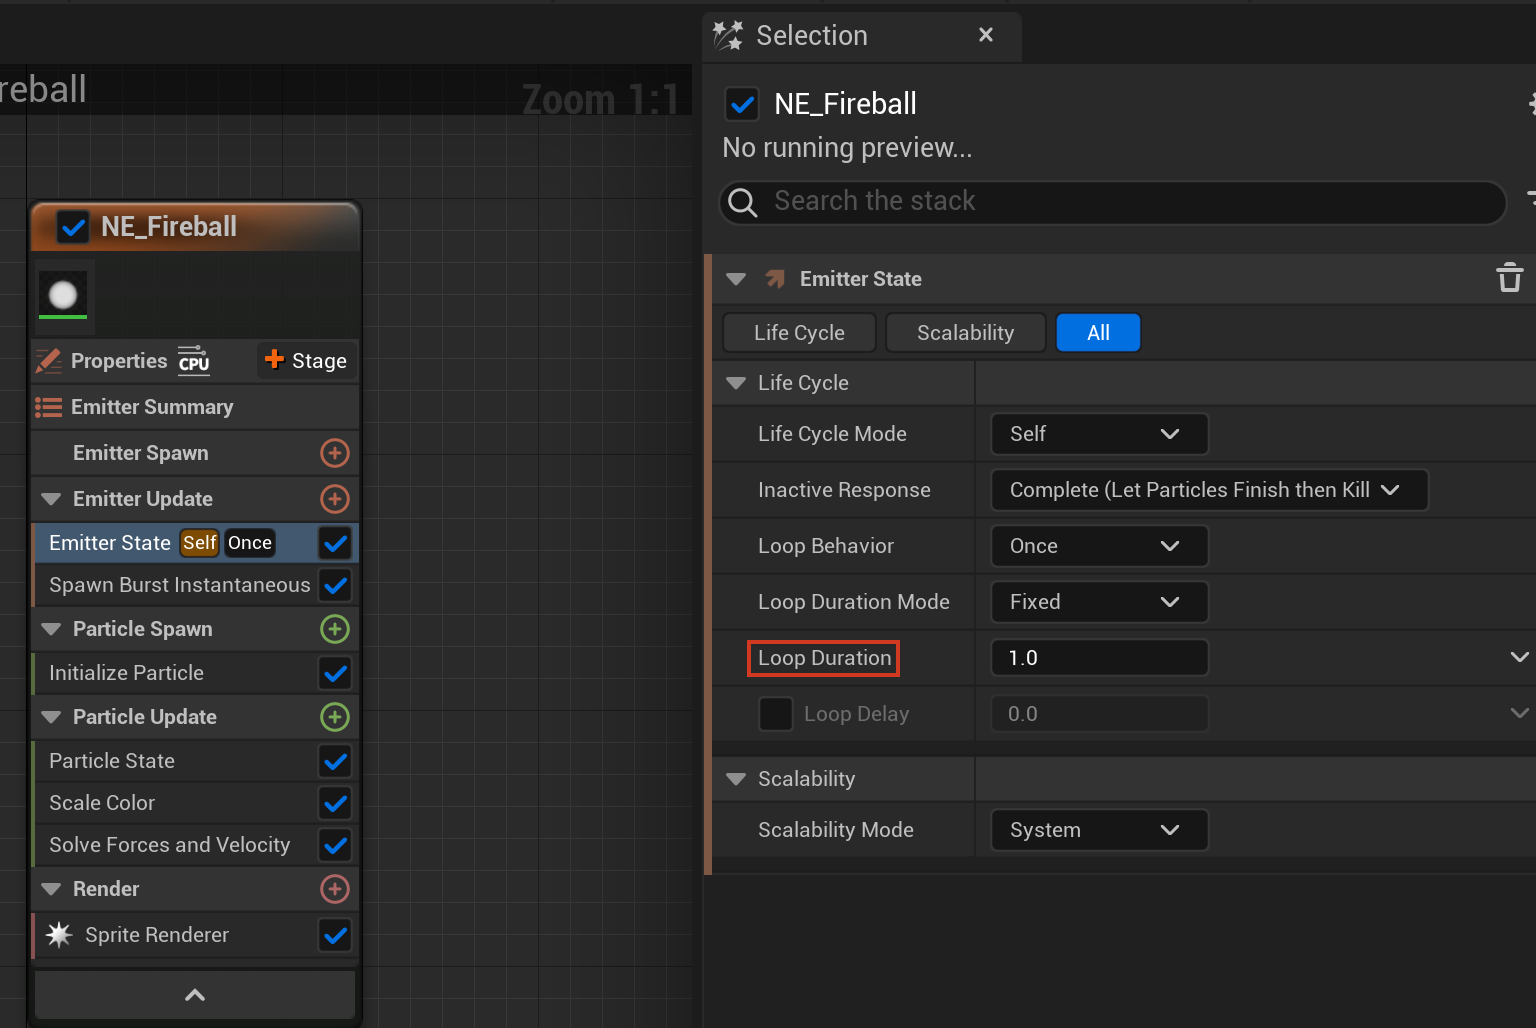 Selection
reball
Zoom 1:1
NE_Fireball
No running preview...
Search the stack
NE_Fireball
Properties CPU Stage
Emitter Summary
Emitter Spawn
Emitter Update
Emitter State Self Once
Spawn Burst Instantaneous
Particle Spawn
Initialize Particle
Particle Update
Particle State
Scale Color
Solve Forces and Velocity
Render
Sprite Renderer
Emitter State
Life Cycle Scalability All
Life Cycle
Life Cycle Mode Self
Inactive Response Complete (Let Particles Finish then Kill
Loop Behavior Once
Loop Duration Mode Fixed
Loop Duration 1.0
Loop Delay 0.0
Scalability
Scalability Mode System